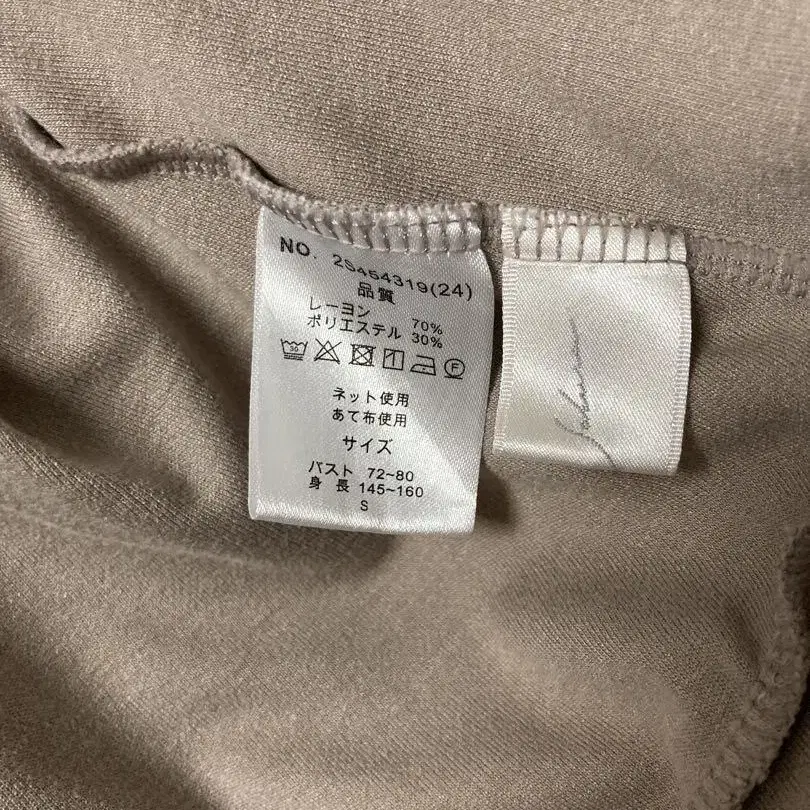 NO. 2S454319(24)
品質
レーヨン 70%
ポリエステル 30%
30
F
ネット使用
あて布使用
サイズ
バスト 72~80
身 長 145~160
S